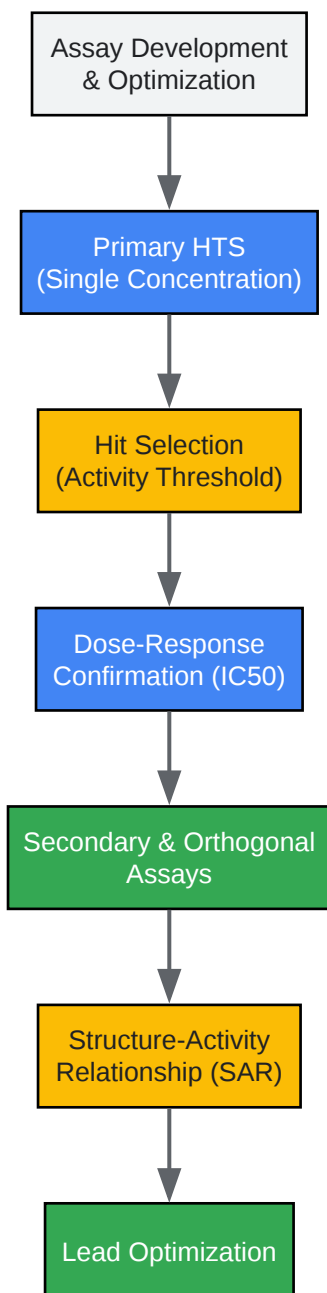 Assay Development
& Optimization
Primary HTS
(Single Concentration)
Hit Selection
(Activity Threshold)
Dose-Response
Confirmation (IC50)
Secondary & Orthogonal
Assays
Structure-Activity
Relationship (SAR)
Lead Optimization